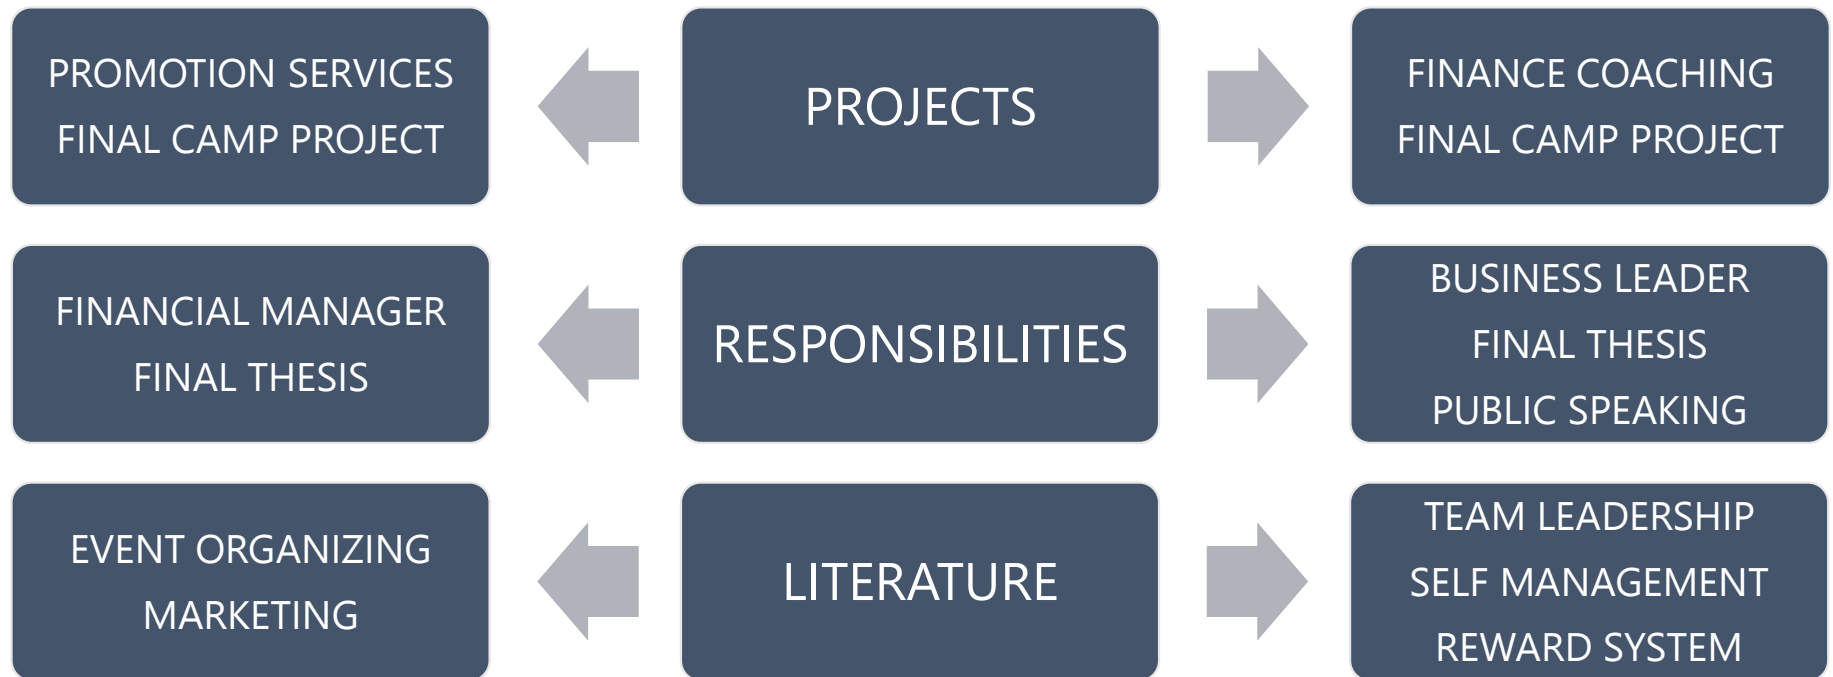 PROMOTION SERVICES
FINAL CAMP PROJECT
PROJECTS
FINANCE COACHING
FINAL CAMP PROJECT
FINANCIAL MANAGER
FINAL THESIS
RESPONSIBILITIES
BUSINESS LEADER
FINAL THESIS
PUBLIC SPEAKING
EVENT ORGANIZING
MARKETING
LITERATURE
TEAM LEADERSHIP
SELF MANAGEMENT
REWARD SYSTEM